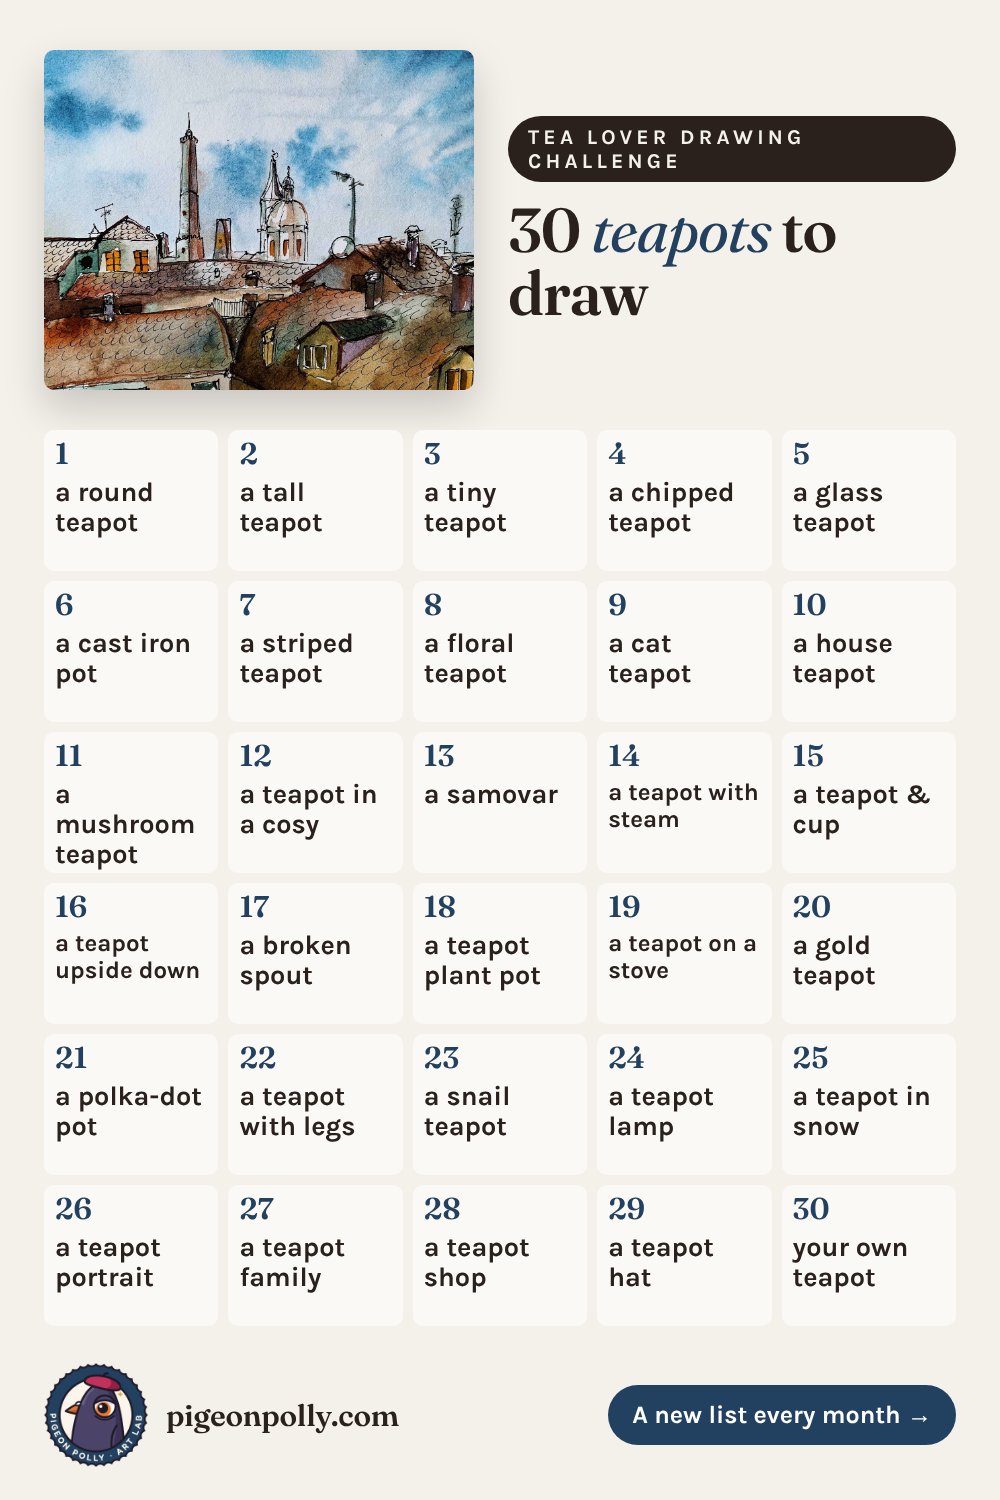 TEA LOVER DRAWING
CHALLENGE
30 teapots to
draw
1
a round
teapot
2
a tall
teapot
3
a tiny
teapot
4
a chipped
teapot
5
a glass
teapot
6
a cast iron
pot
7
a striped
teapot
8
a floral
teapot
9
a cat
teapot
10
a house
teapot
11
a
mushroom
teapot
12
a teapot in
a cosy
13
a samovar
14
a teapot with
steam
15
a teapot &
cup
16
a teapot
upside down
17
a broken
spout
18
a teapot
plant pot
19
a teapot on a
stove
20
a gold
teapot
21
a polka-dot
pot
22
a teapot
with legs
23
a snail
teapot
24
a teapot
lamp
25
a teapot in
snow
26
a teapot
portrait
27
a teapot
family
28
a teapot
shop
29
a teapot
hat
30
your own
teapot
PIGEON POLLY · ART LAB
pigeonpolly.com
A new list every month →